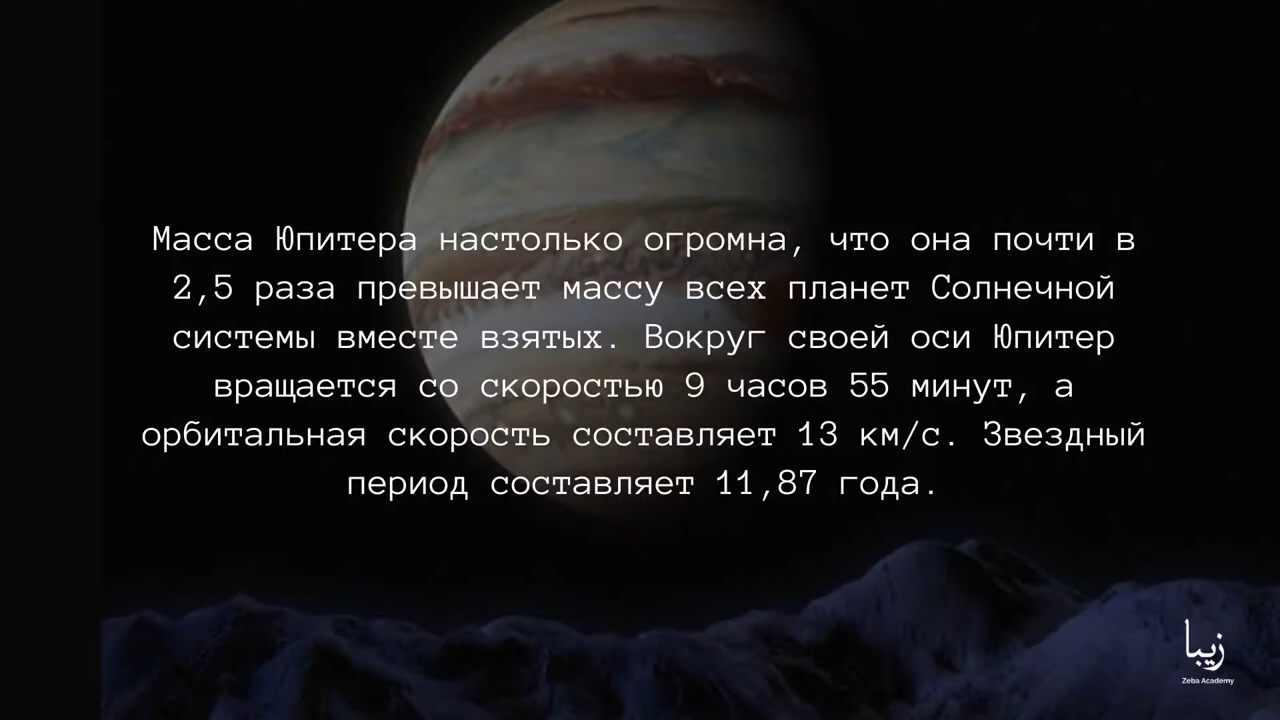 Масса Юпитера настолько огромна, что она почти в
2,5 раза превышает массу всех планет Солнечной
системы вместе взятых. Вокруг своей оси Юпитер
вращается со скоростью 9 часов 55 минут, а
орбитальная скорость составляет 13 км/с. Звездный
период составляет 11,87 года.
زيبا
Zeba Academy